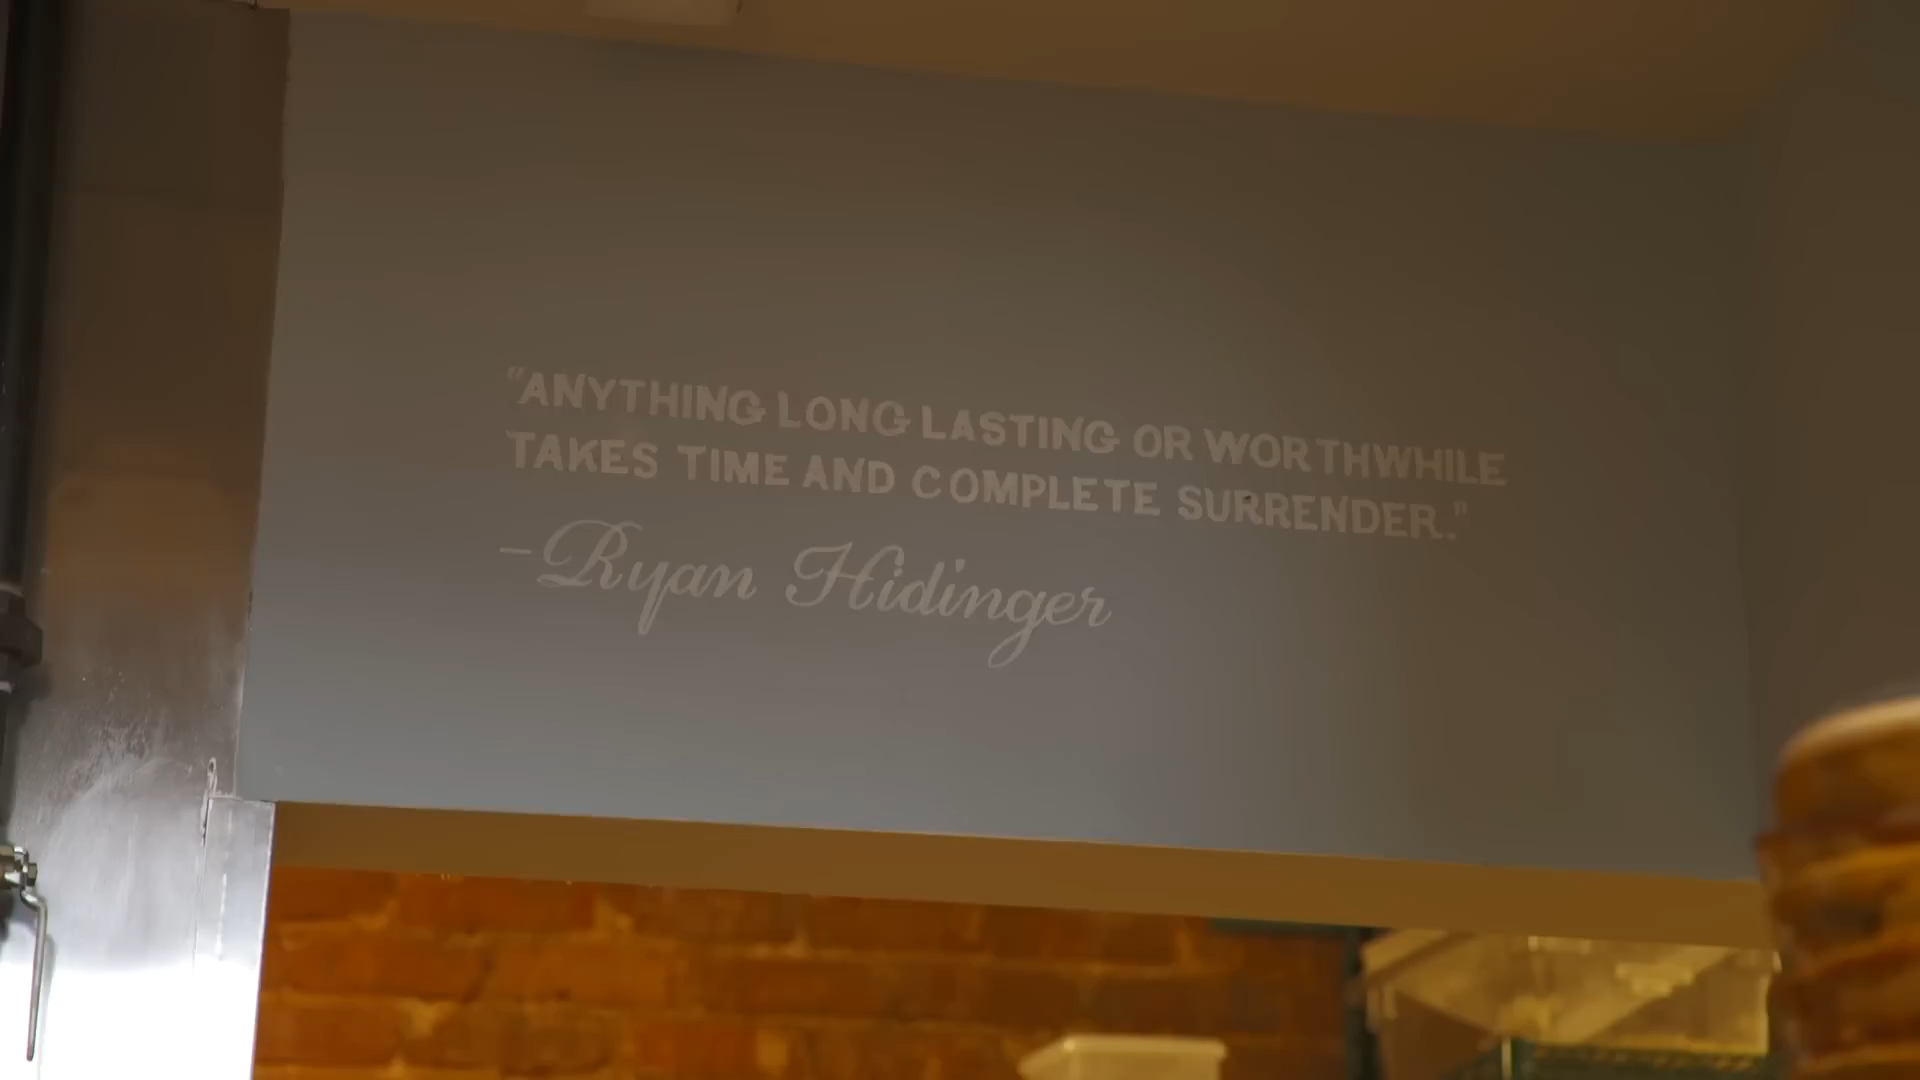 "ANYTHING LONG LASTING OR WORTHWHILE
TAKES TIME AND COMPLETE SURRENDER."
-Ryan Hidinger